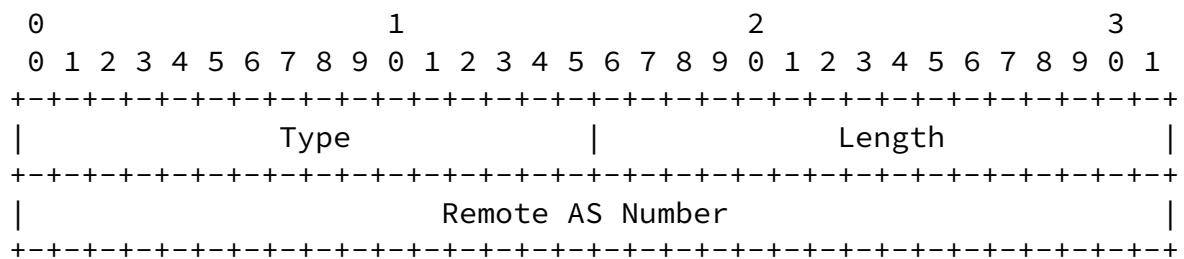 0                   1                   2                   3
 0 1 2 3 4 5 6 7 8 9 0 1 2 3 4 5 6 7 8 9 0 1 2 3 4 5 6 7 8 9 0 1
+-+-+-+-+-+-+-+-+-+-+-+-+-+-+-+-+-+-+-+-+-+-+-+-+-+-+-+-+-+-+-+-+
|              Type             |             Length            |
+-+-+-+-+-+-+-+-+-+-+-+-+-+-+-+-+-+-+-+-+-+-+-+-+-+-+-+-+-+-+-+-+
|                       Remote AS Number                        |
+-+-+-+-+-+-+-+-+-+-+-+-+-+-+-+-+-+-+-+-+-+-+-+-+-+-+-+-+-+-+-+-+